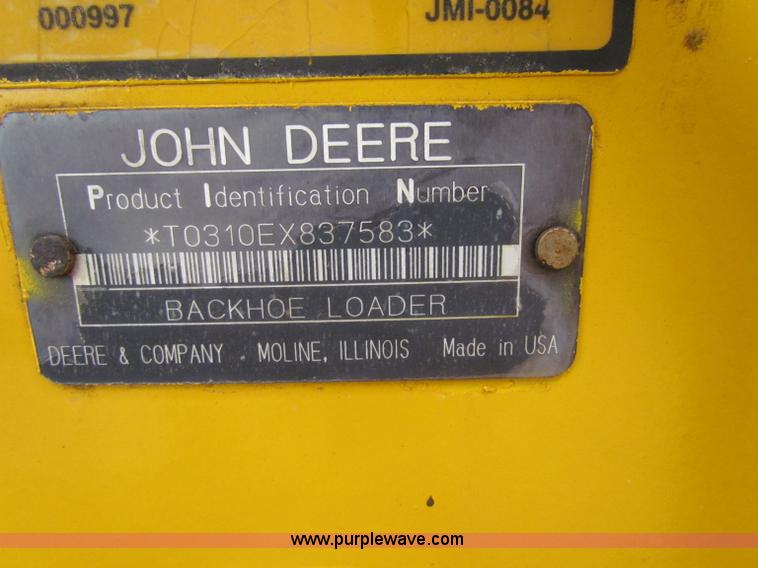 000997 JMI-0084
JOHN DEERE
Product Identification Number
*T0310EX837583*
BACKHOE LOADER
DEERE & COMPANY MOLINE, ILLINOIS Made in USA
www.purplewave.com